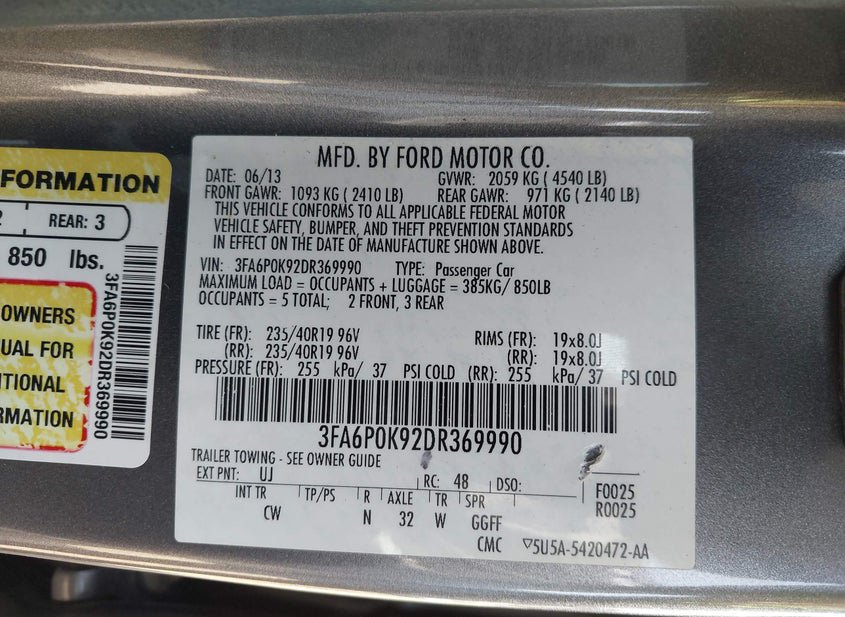 FORMATION
2 REAR: 3
850 lbs.
OWNERS
UAL FOR
ITIONAL
RMATION
3FA6P0K92DR369990
MFD. BY FORD MOTOR CO.
DATE: 06/13 GVWR: 2059 KG ( 4540 LB)
FRONT GAWR: 1093 KG ( 2410 LB) REAR GAWR: 971 KG ( 2140 LB)
THIS VEHICLE CONFORMS TO ALL APPLICABLE FEDERAL MOTOR
VEHICLE SAFETY, BUMPER, AND THEFT PREVENTION STANDARDS
IN EFFECT ON THE DATE OF MANUFACTURE SHOWN ABOVE.
VIN: 3FA6P0K92DR369990 TYPE: Passenger Car
MAXIMUM LOAD = OCCUPANTS + LUGGAGE = 385KG/ 850LB
OCCUPANTS = 5 TOTAL; 2 FRONT, 3 REAR
TIRE (FR): 235/40R19 96V RIMS (FR): 19x8.0J
(RR): 235/40R19 96V (RR): 19x8.0J
PRESSURE (FR): 255 kPa/ 37 PSI COLD (RR): 255 kPa/ 37 PSI COLD
3FA6P0K92DR369990
TRAILER TOWING - SEE OWNER GUIDE
EXT PNT: UJ RC: 48 DSO: F0025
INT TR TP/PS R AXLE TR SPR R0025
CW N 32 W GGFF
CMC ▽5U5A-5420472-AA